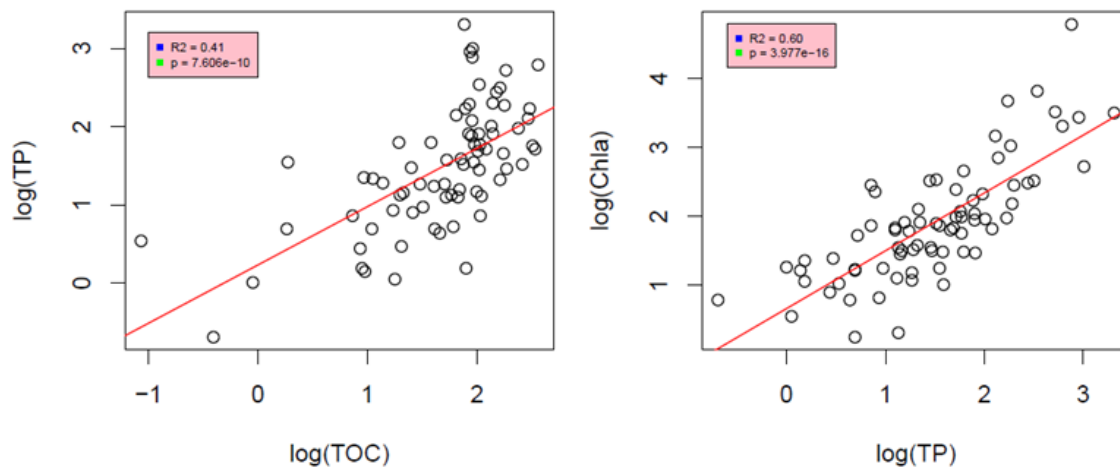 R2 = 0.41
p = 7.606e-10
log(TP)
3
2
1
0
−1
0
1
2
log(TOC)
R2 = 0.60
p = 3.977e-16
log(Chla)
4
3
2
1
0
1
2
3
log(TP)